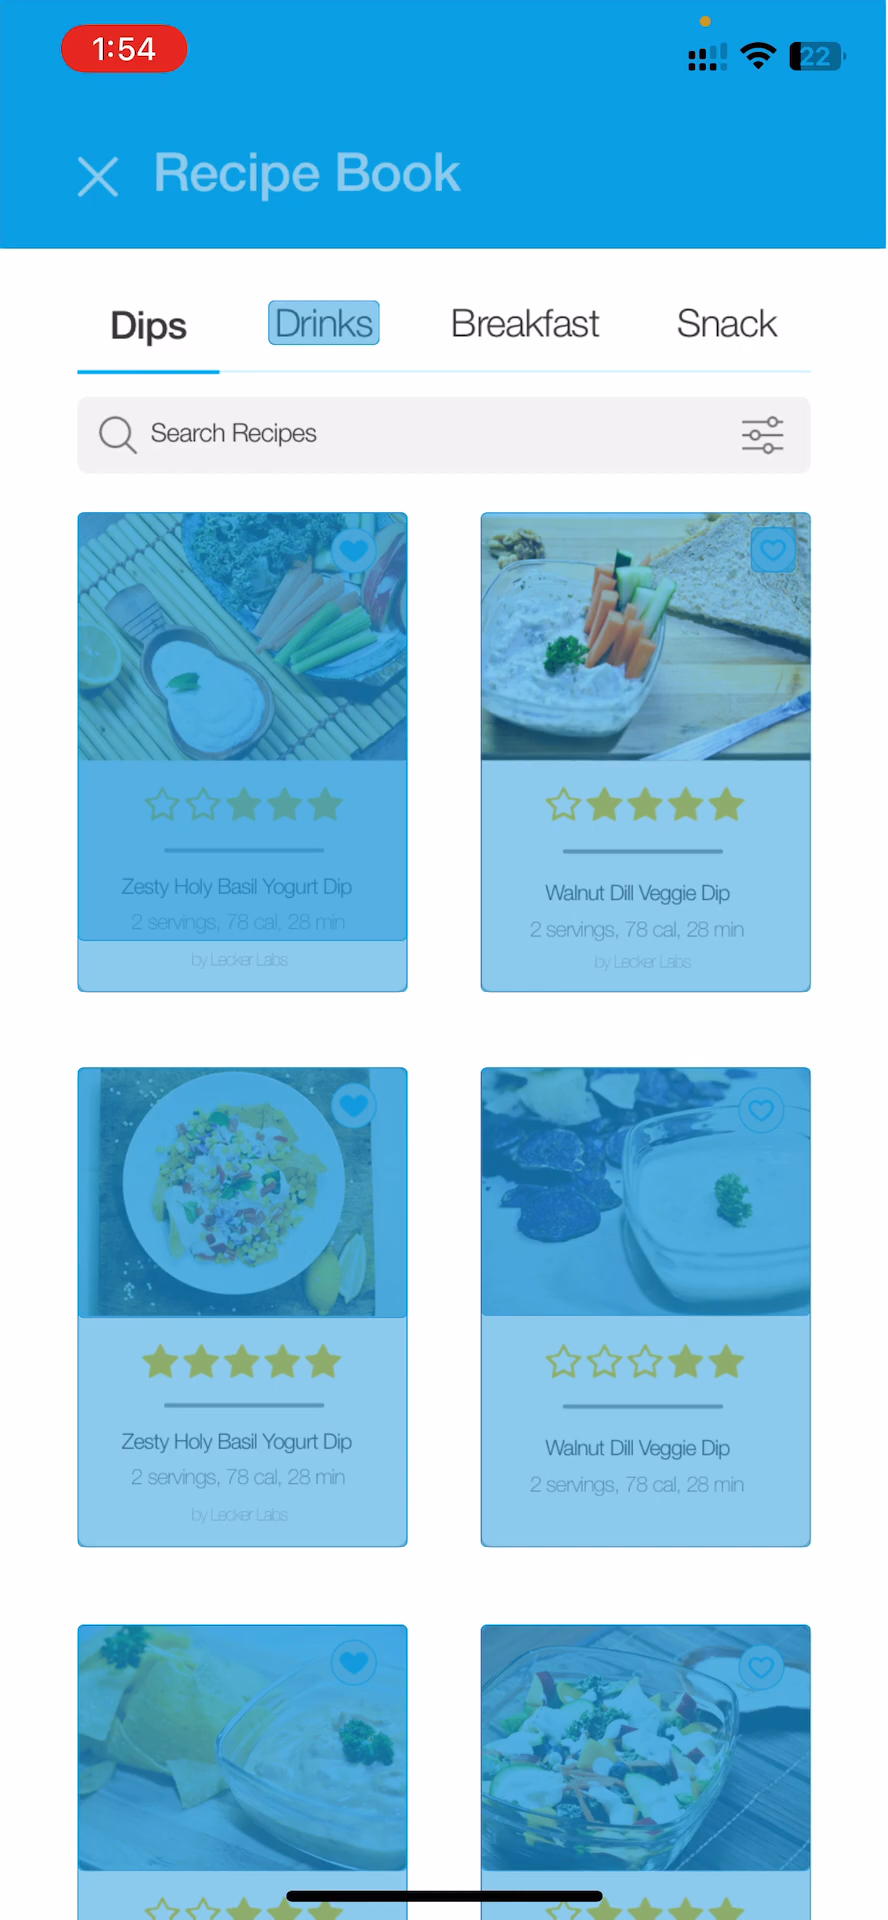 1:54
22
Recipe Book
Dips Drinks Breakfast Snack
Search Recipes
Zesty Holy Basil Yogurt Dip
2 servings, 78 cal, 28 min
by Lecker Labs
Walnut Dill Veggie Dip
2 servings, 78 cal, 28 min
by Lecker Labs
Zesty Holy Basil Yogurt Dip
2 servings, 78 cal, 28 min
by Lecker Labs
Walnut Dill Veggie Dip
2 servings, 78 cal, 28 min